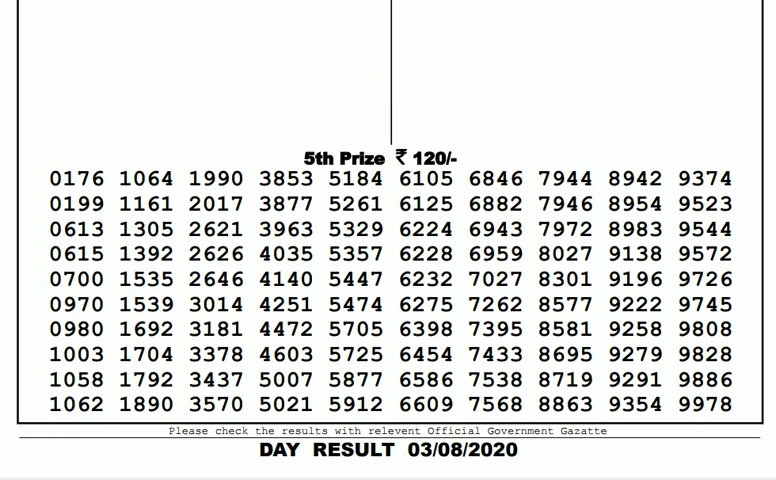 5th Prize ₹ 120/-
0176 1064 1990 3853 5184 6105 6846 7944 8942 9374
0199 1161 2017 3877 5261 6125 6882 7946 8954 9523
0613 1305 2621 3963 5329 6224 6943 7972 8983 9544
0615 1392 2626 4035 5357 6228 6959 8027 9138 9572
0700 1535 2646 4140 5447 6232 7027 8301 9196 9726
0970 1539 3014 4251 5474 6275 7262 8577 9222 9745
0980 1692 3181 4472 5705 6398 7395 8581 9258 9808
1003 1704 3378 4603 5725 6454 7433 8695 9279 9828
1058 1792 3437 5007 5877 6586 7538 8719 9291 9886
1062 1890 3570 5021 5912 6609 7568 8863 9354 9978
Please check the results with relevent Official Government Gazatte
DAY RESULT 03/08/2020